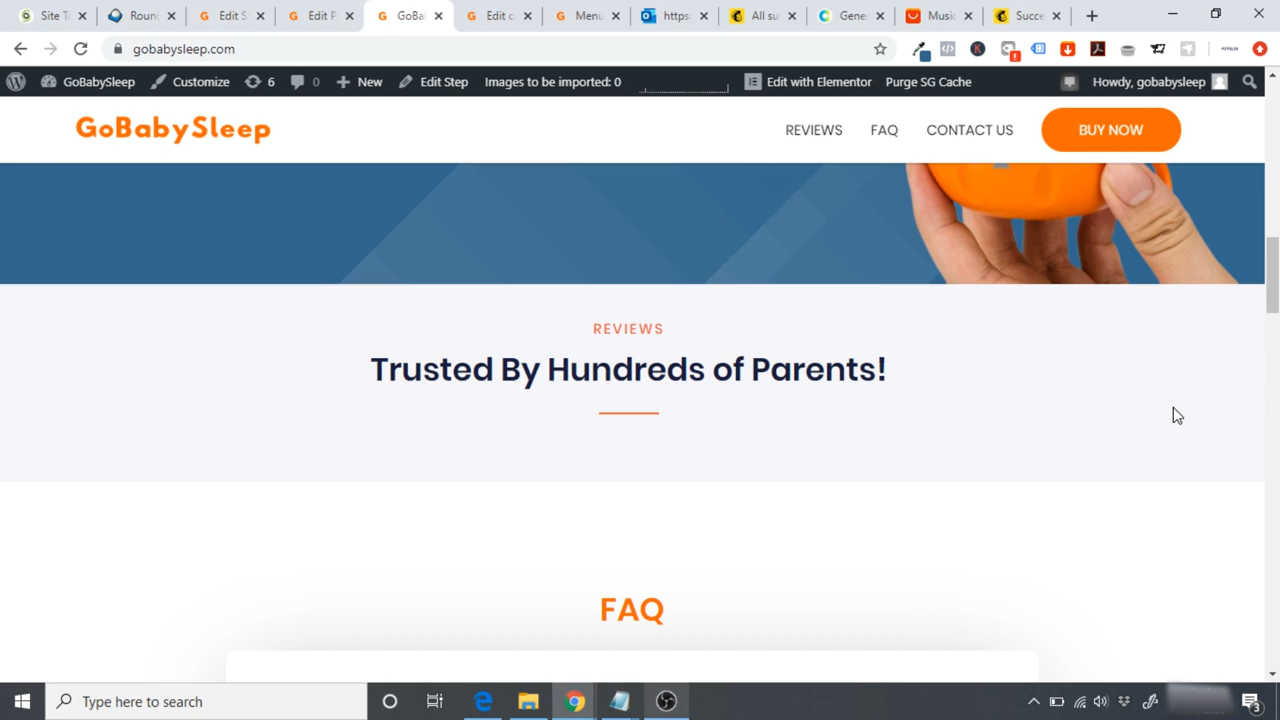 Site T
Roun
Edit S
Edit P
GoBa
Edit c
Menu
https:
All su
Gene
Music
Succe
gobabysleep.com
GoBabySleep
Customize
6
0
New
Edit Step
Images to be imported: 0
Edit with Elementor
Purge SG Cache
Howdy, gobabysleep
GoBabySleep
REVIEWS
FAQ
CONTACT US
BUY NOW
REVIEWS
Trusted By Hundreds of Parents!
FAQ
Type here to search
3